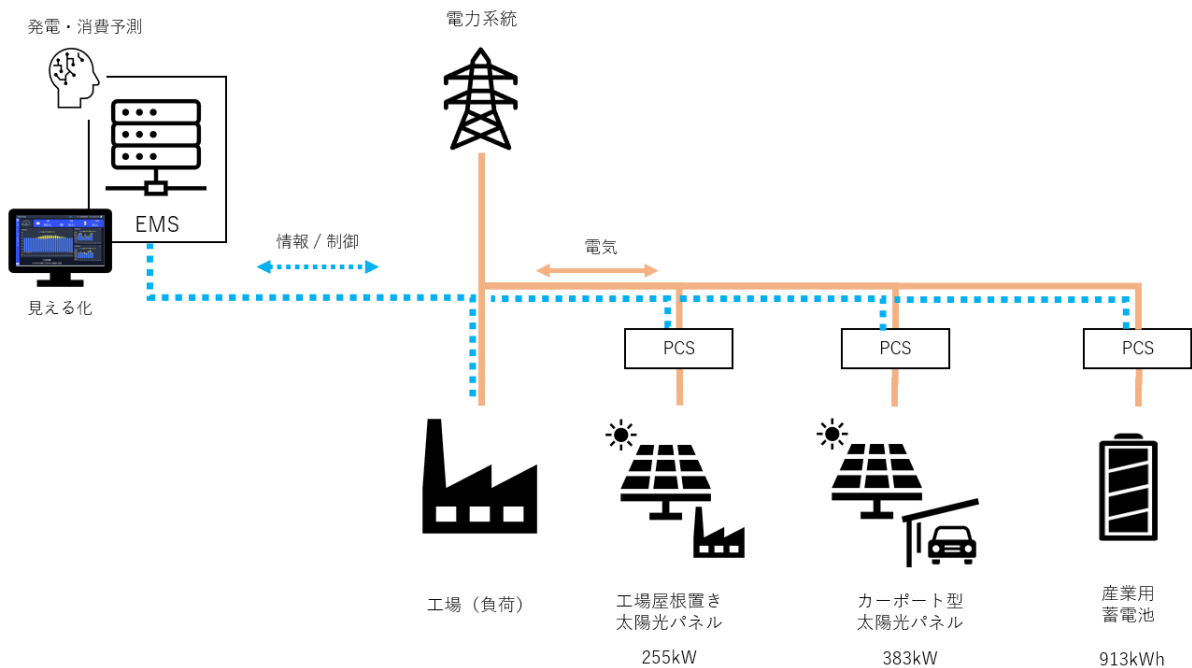 発電・消費予測
電力系統
EMS
見える化
情報 / 制御
電気
PCS
PCS
PCS
工場（負荷）
工場屋根置き
太陽光パネル
255kW
カーポート型
太陽光パネル
383kW
産業用
蓄電池
913kWh